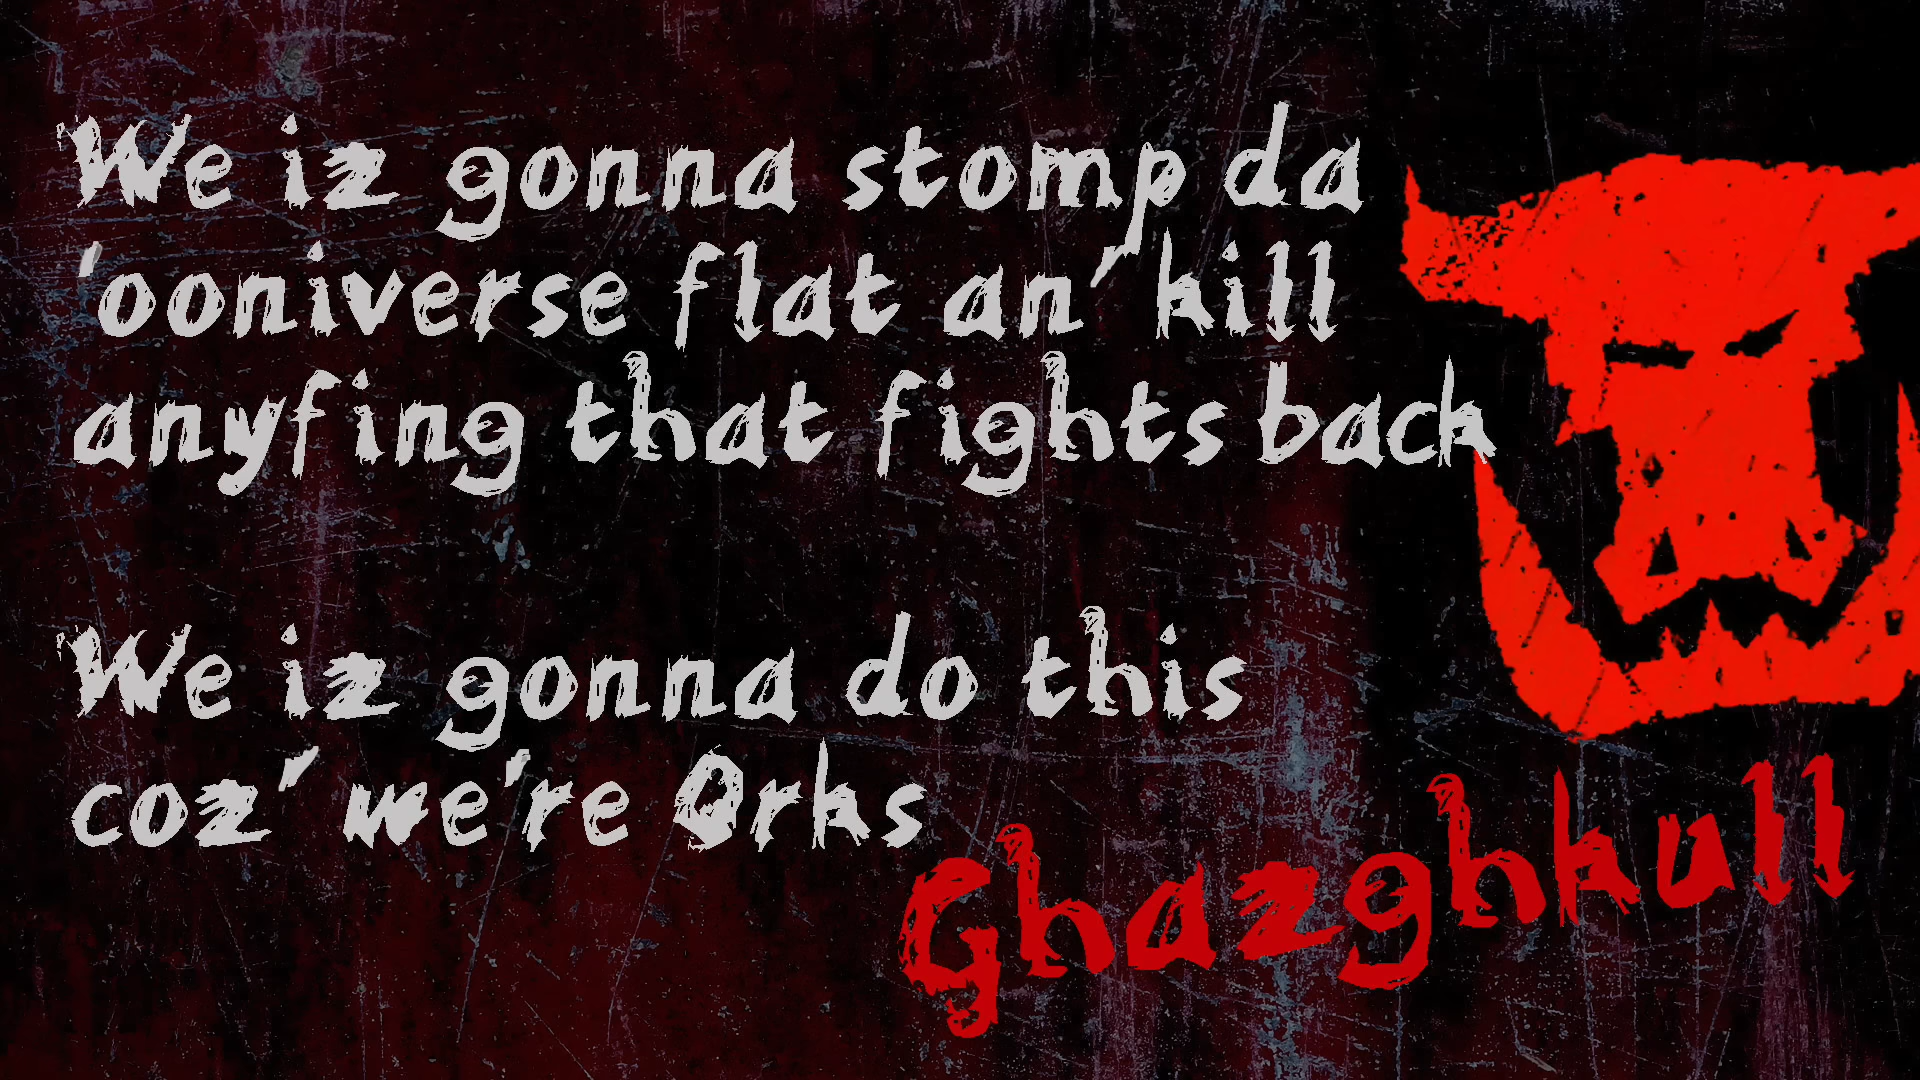 We iz gonna stomp da
'ooniverse flat an' kill
anyfing that fights back
We iz gonna do this
coz' we're Orks
Ghazghkull